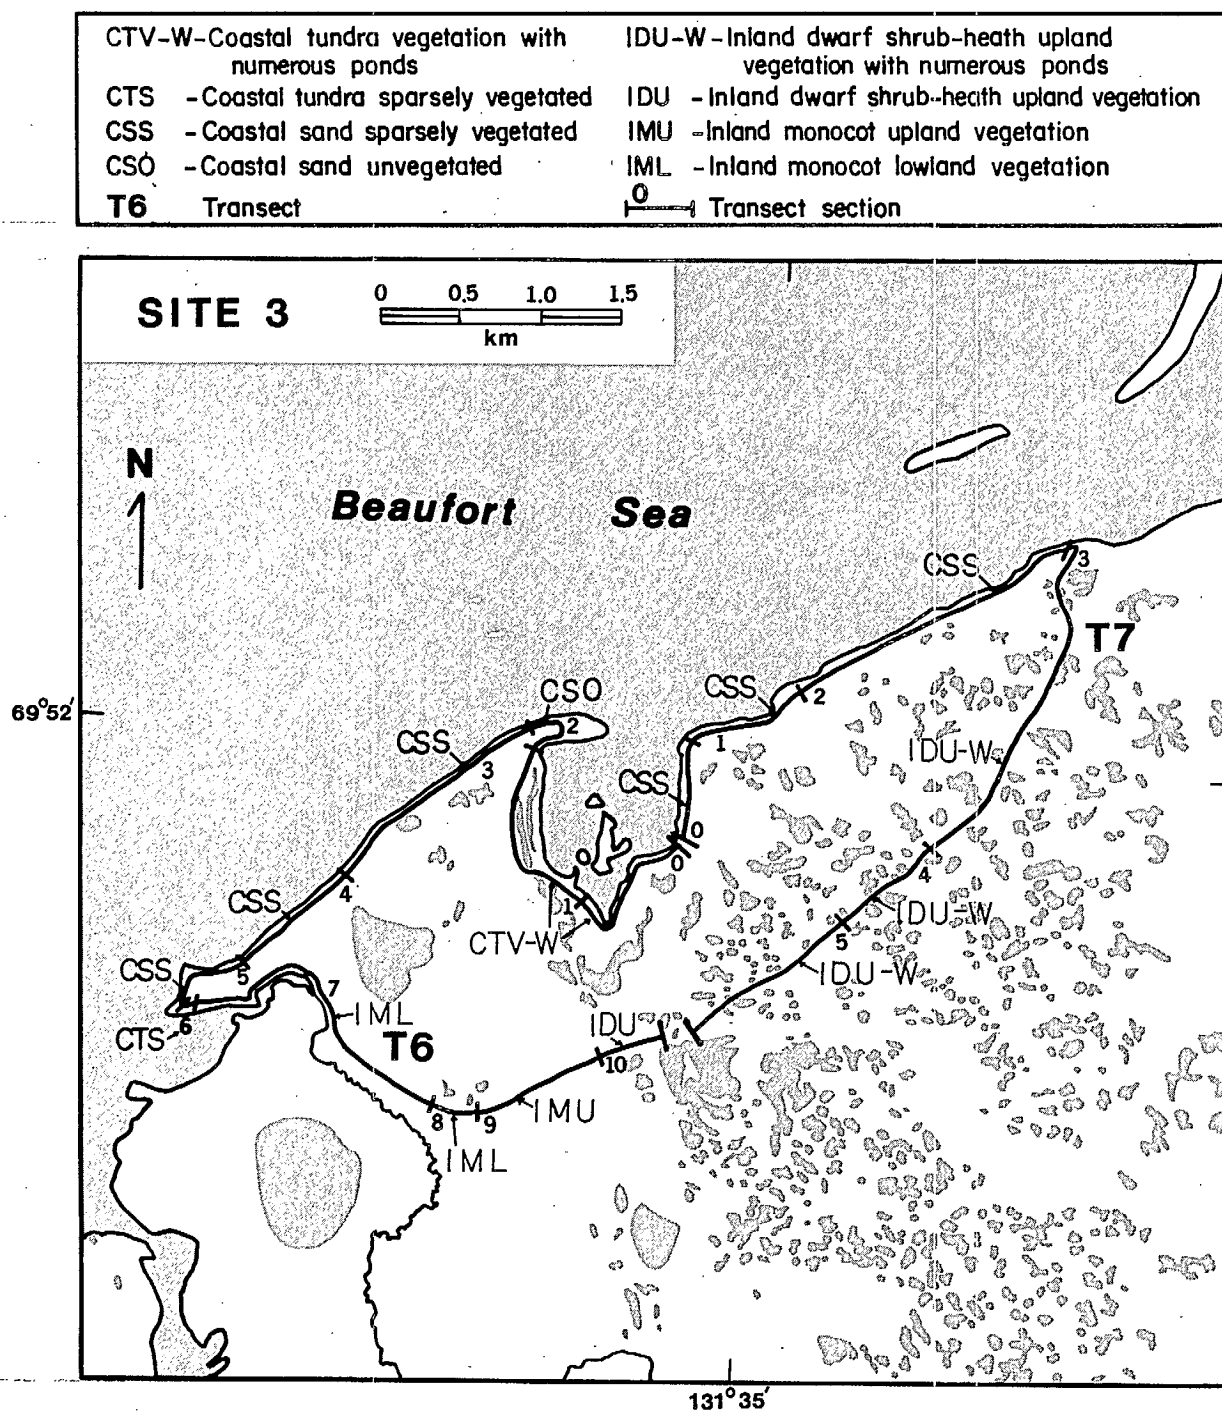 CTV-W-Coastal tundra vegetation with
numerous ponds
CTS -Coastal tundra sparsely vegetated
CSS -Coastal sand sparsely vegetated
CSO -Coastal sand unvegetated
T6 Transect
IDU-W-Inland dwarf shrub-heath upland
vegetation with numerous ponds
IDU -Inland dwarf shrub-heath upland vegetation
IMU -Inland monocot upland vegetation
IML -Inland monocot lowland vegetation
0 Transect section
SITE 3
0 0.5 1.0 1.5
km
N
Beaufort Sea
CSS
3
T7
69°52'
CSO
CSS
2
2
CSS
3
1
IDU-W
CSS
0
0
4
4
CSS
1
IDU-W
CTV-W
5
CSS
5
IDU-W
7
6
IML
CTS
T6
IDU
10
8
9
IMU
IML
131°35'